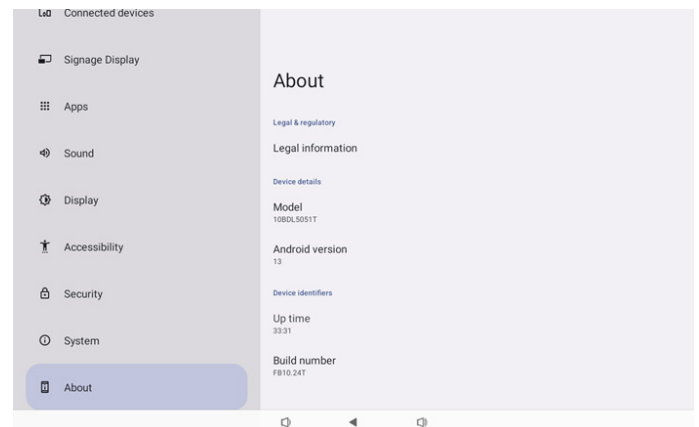 Connected devices
Signage Display
Apps
Sound
Display
Accessibility
Security
System
About
About
Legal & regulatory
Legal information
Device details
Model
10BDL5051T
Android version
13
Device identifiers
Up time
33:31
Build number
FB10.24T